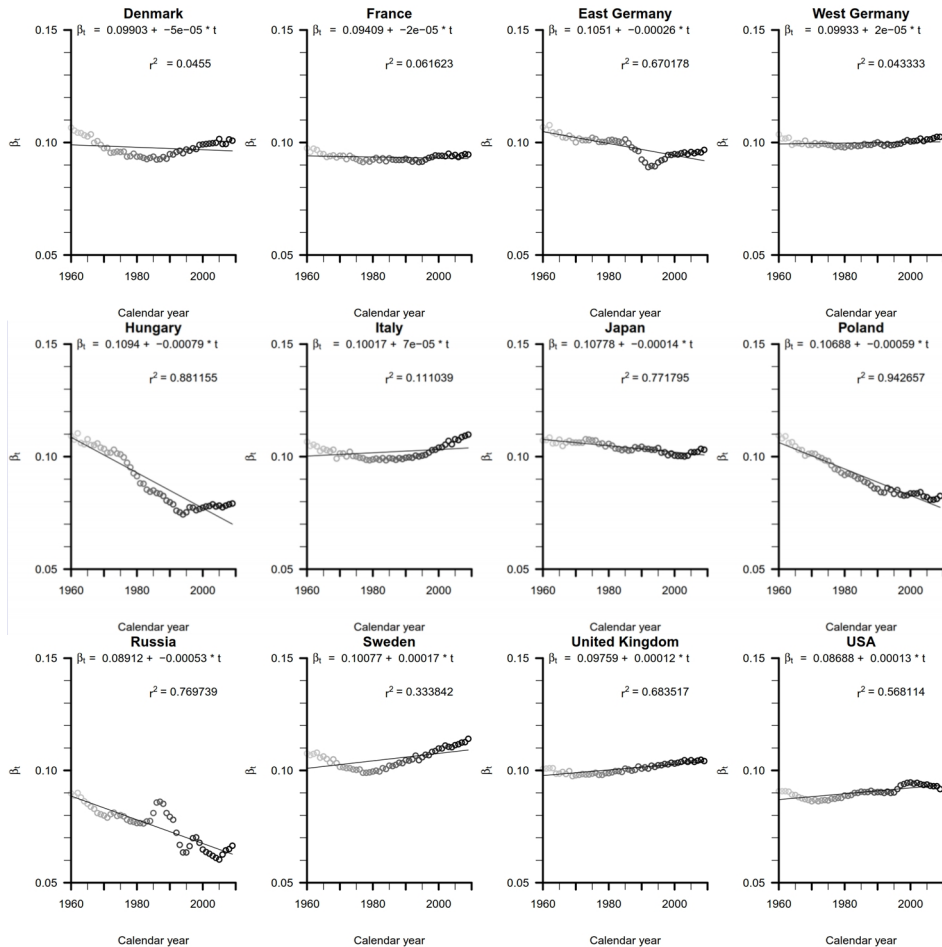 Denmark
βt = 0.09903 + −5e−05 * t
r2 = 0.0455
0.15
0.10
0.05
βt
1960 1980 2000
Calendar year
France
βt = 0.09409 + −2e−05 * t
r2 = 0.061623
0.15
0.10
0.05
βt
1960 1980 2000
Calendar year
East Germany
βt = 0.1051 + −0.00026 * t
r2 = 0.670178
0.15
0.10
0.05
βt
1960 1980 2000
Calendar year
West Germany
βt = 0.09933 + 2e−05 * t
r2 = 0.043333
0.15
0.10
0.05
βt
1960 1980 2000
Calendar year
Hungary
βt = 0.1094 + −0.00079 * t
r2 = 0.881155
0.15
0.10
0.05
βt
1960 1980 2000
Calendar year
Italy
βt = 0.10017 + 7e−05 * t
r2 = 0.111039
0.15
0.10
0.05
βt
1960 1980 2000
Calendar year
Japan
βt = 0.10778 + −0.00014 * t
r2 = 0.771795
0.15
0.10
0.05
βt
1960 1980 2000
Calendar year
Poland
βt = 0.10688 + −0.00059 * t
r2 = 0.942657
0.15
0.10
0.05
βt
1960 1980 2000
Calendar year
Russia
βt = 0.08912 + −0.00053 * t
r2 = 0.769739
0.15
0.10
0.05
βt
1960 1980 2000
Calendar year
Sweden
βt = 0.10077 + 0.00017 * t
r2 = 0.333842
0.15
0.10
0.05
βt
1960 1980 2000
Calendar year
United Kingdom
βt = 0.09759 + 0.00012 * t
r2 = 0.683517
0.15
0.10
0.05
βt
1960 1980 2000
Calendar year
USA
βt = 0.08688 + 0.00013 * t
r2 = 0.568114
0.15
0.10
0.05
βt
1960 1980 2000
Calendar year